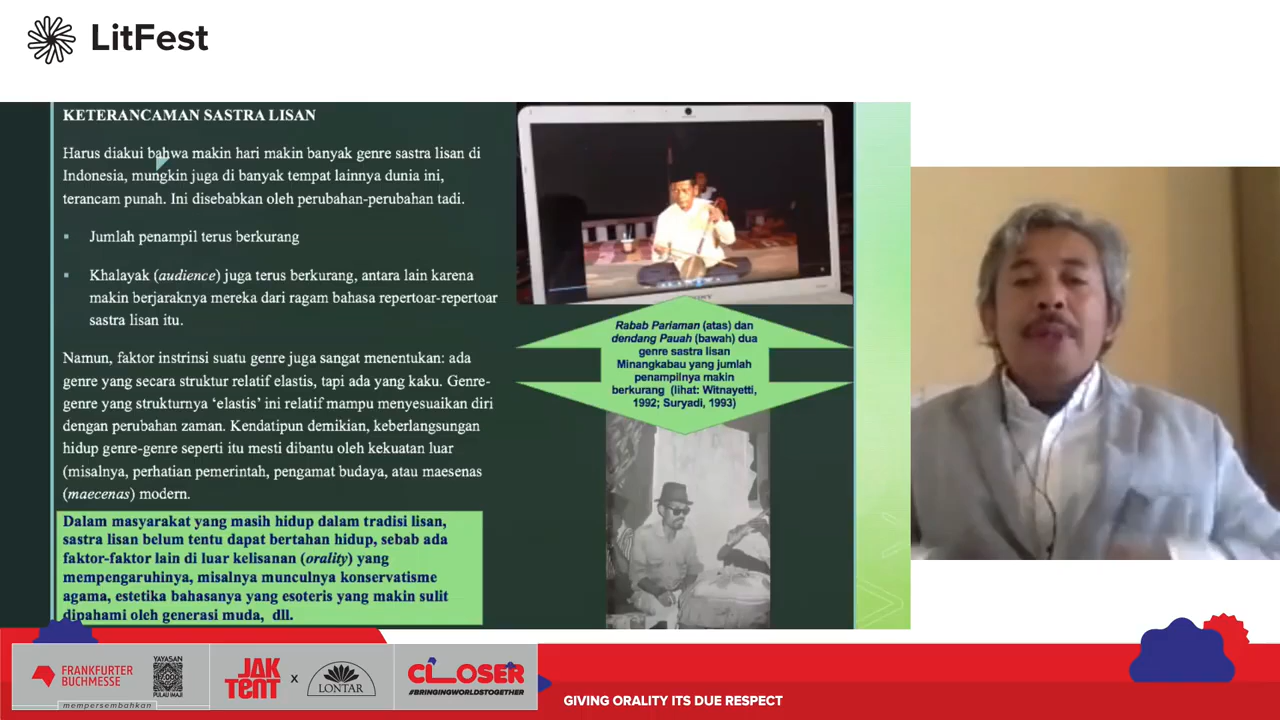 LitFest
KETERANCAMAN SASTRA LISAN
Harus diakui bahwa makin hari makin banyak genre sastra lisan di
Indonesia, mungkin juga di banyak tempat lainnya dunia ini,
terancam punah. Ini disebabkan oleh perubahan-perubahan tadi.
Jumlah penampil terus berkurang
Khalayak (audience) juga terus berkurang, antara lain karena
makin berjaraknya mereka dari ragam bahasa repertoar-repertoar
sastra lisan itu.
Namun, faktor instrinsi suatu genre juga sangat menentukan: ada
genre yang secara struktur relatif elastis, tapi ada yang kaku. Genre-
genre yang strukturnya ‘elastis’ ini relatif mampu menyesuaikan diri
dengan perubahan zaman. Kendatipun demikian, keberlangsungan
hidup genre-genre seperti itu mesti dibantu oleh kekuatan luar
(misalnya, perhatian pemerintah, pengamat budaya, atau maesenas
(maecenas) modern.
Dalam masyarakat yang masih hidup dalam tradisi lisan,
sastra lisan belum tentu dapat bertahan hidup, sebab ada
faktor-faktor lain di luar kelisanan (orality) yang
mempengaruhinya, misalnya munculnya konservatisme
agama, estetika bahasanya yang esoteris yang makin sulit
dipahami oleh generasi muda, dll.
Rabab Pariaman (atas) dan
dendang Pauah (bawah) dua
genre sastra lisan
Minangkabau yang jumlah
penampilnya makin
berkurang (lihat: Witnayetti,
1992; Suryadi, 1993)
FRANKFURTER
BUCHMESSE
YAYASAN
17.000
PULAU IMAJI
mempersembahkan
JAK
TENT
x
LONTAR
CLOSER
#BRINGINGWORLDSTOGETHER
GIVING ORALITY ITS DUE RESPECT